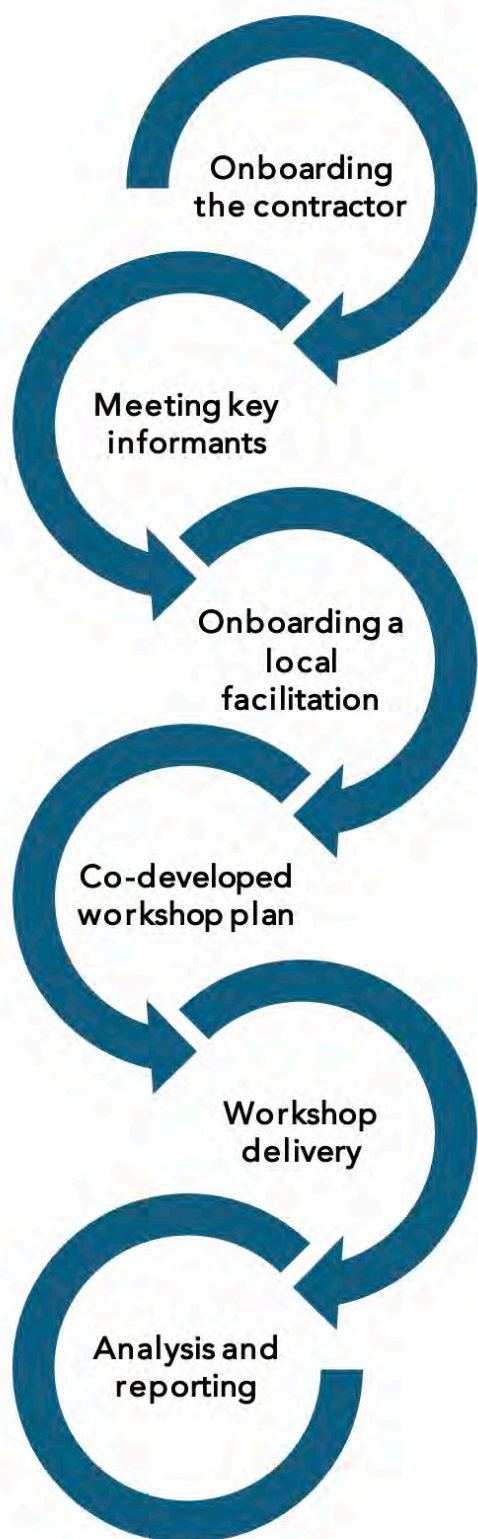 Onboarding
the contractor
Meeting key
informants
Onboarding a
local
facilitation
Co-developed
workshop plan
Workshop
delivery
Analysis and
reporting